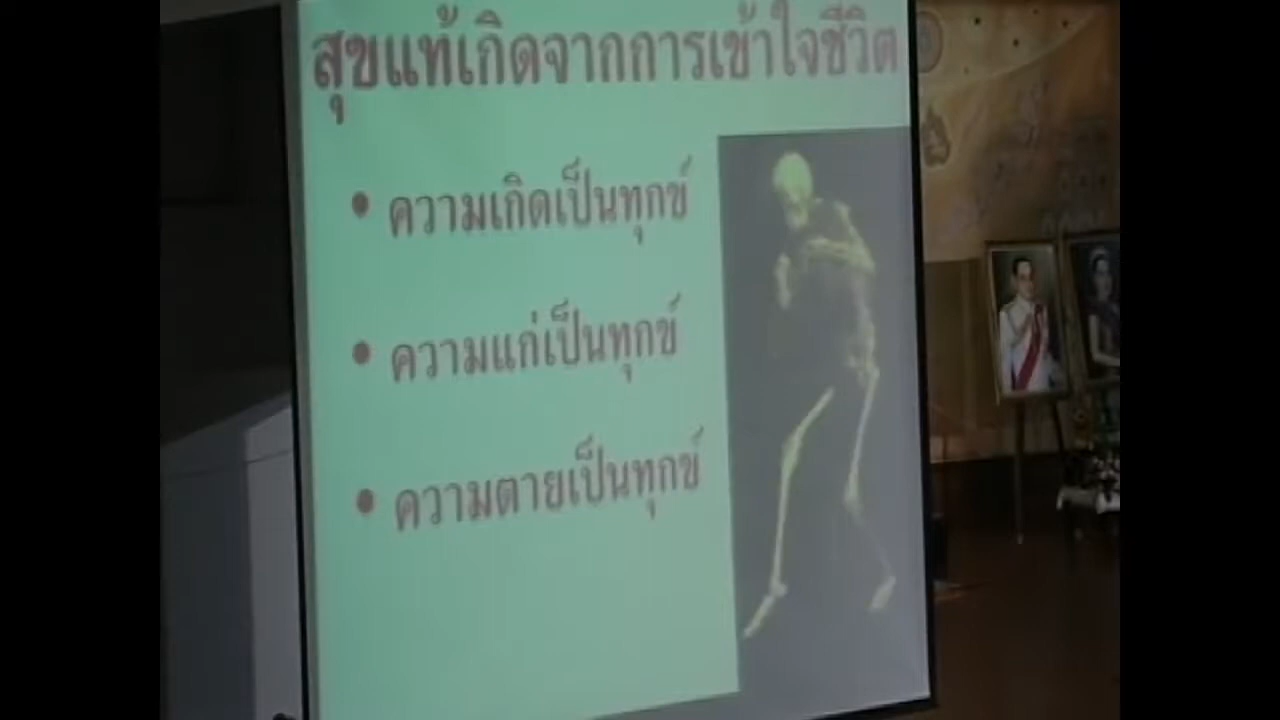 สุขแท้เกิดจากการเข้าใจชีวิต
• ความเกิดเป็นทุกข์
• ความแก่เป็นทุกข์
• ความตายเป็นทุกข์